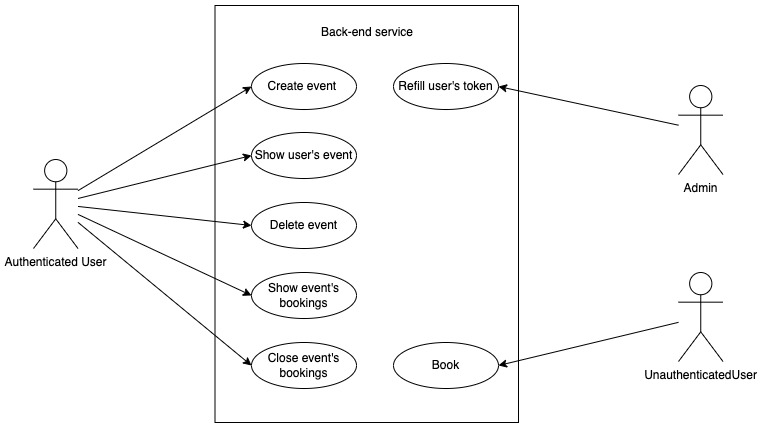 Back-end service
Create event
Refill user's token
Show user's event
Delete event
Show event's
bookings
Close event's
bookings
Book
Authenticated User
Admin
UnauthenticatedUser